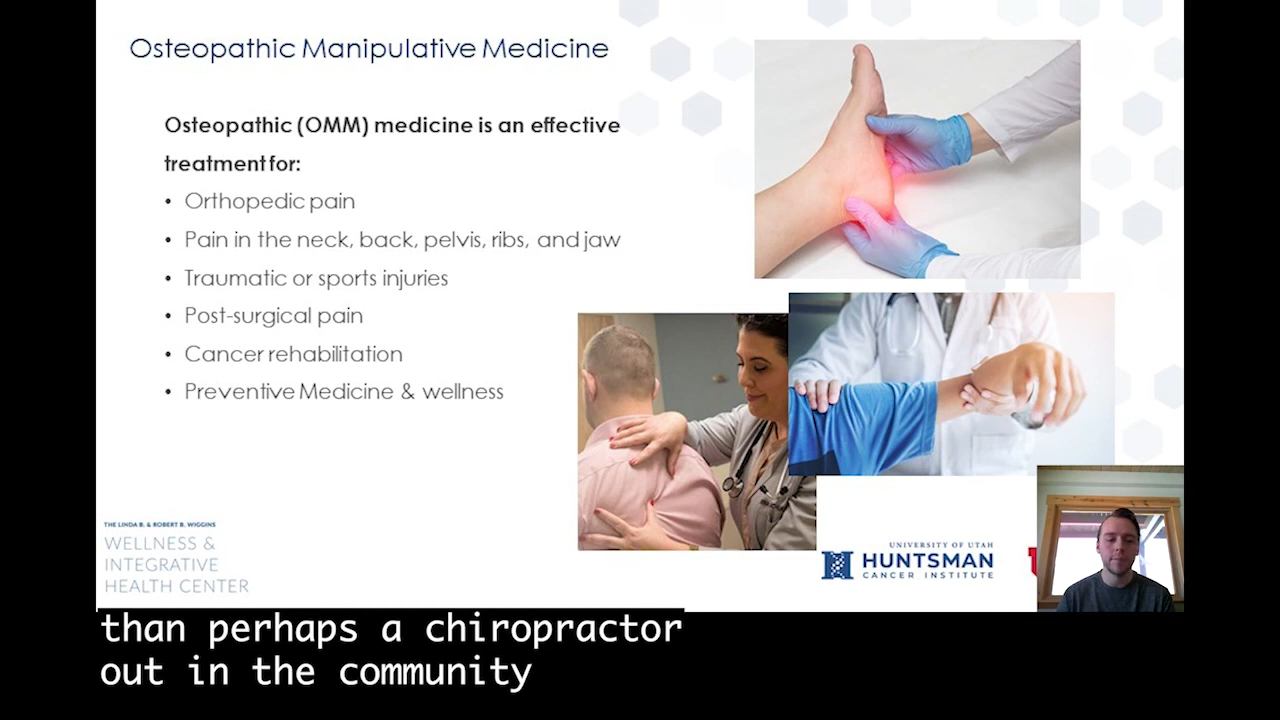 Osteopathic Manipulative Medicine
Osteopathic (OMM) medicine is an effective
treatment for:
• Orthopedic pain
• Pain in the neck, back, pelvis, ribs, and jaw
• Traumatic or sports injuries
• Post-surgical pain
• Cancer rehabilitation
• Preventive Medicine & wellness
THE LINDA B. & ROBERT B. WIGGINS
WELLNESS &
INTEGRATIVE
HEALTH CENTER
UNIVERSITY OF UTAH
HUNTSMAN
CANCER INSTITUTE
than perhaps a chiropractor
out in the community